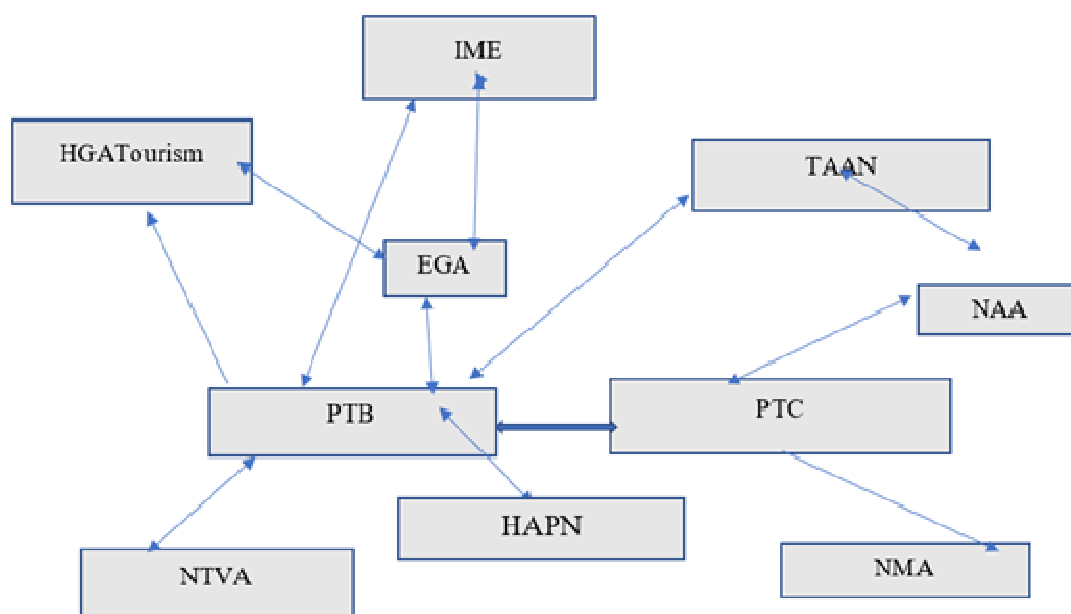 IME
HGATourism
TAAN
EGA
NAA
PTB
PTC
HAPN
NTVA
NMA